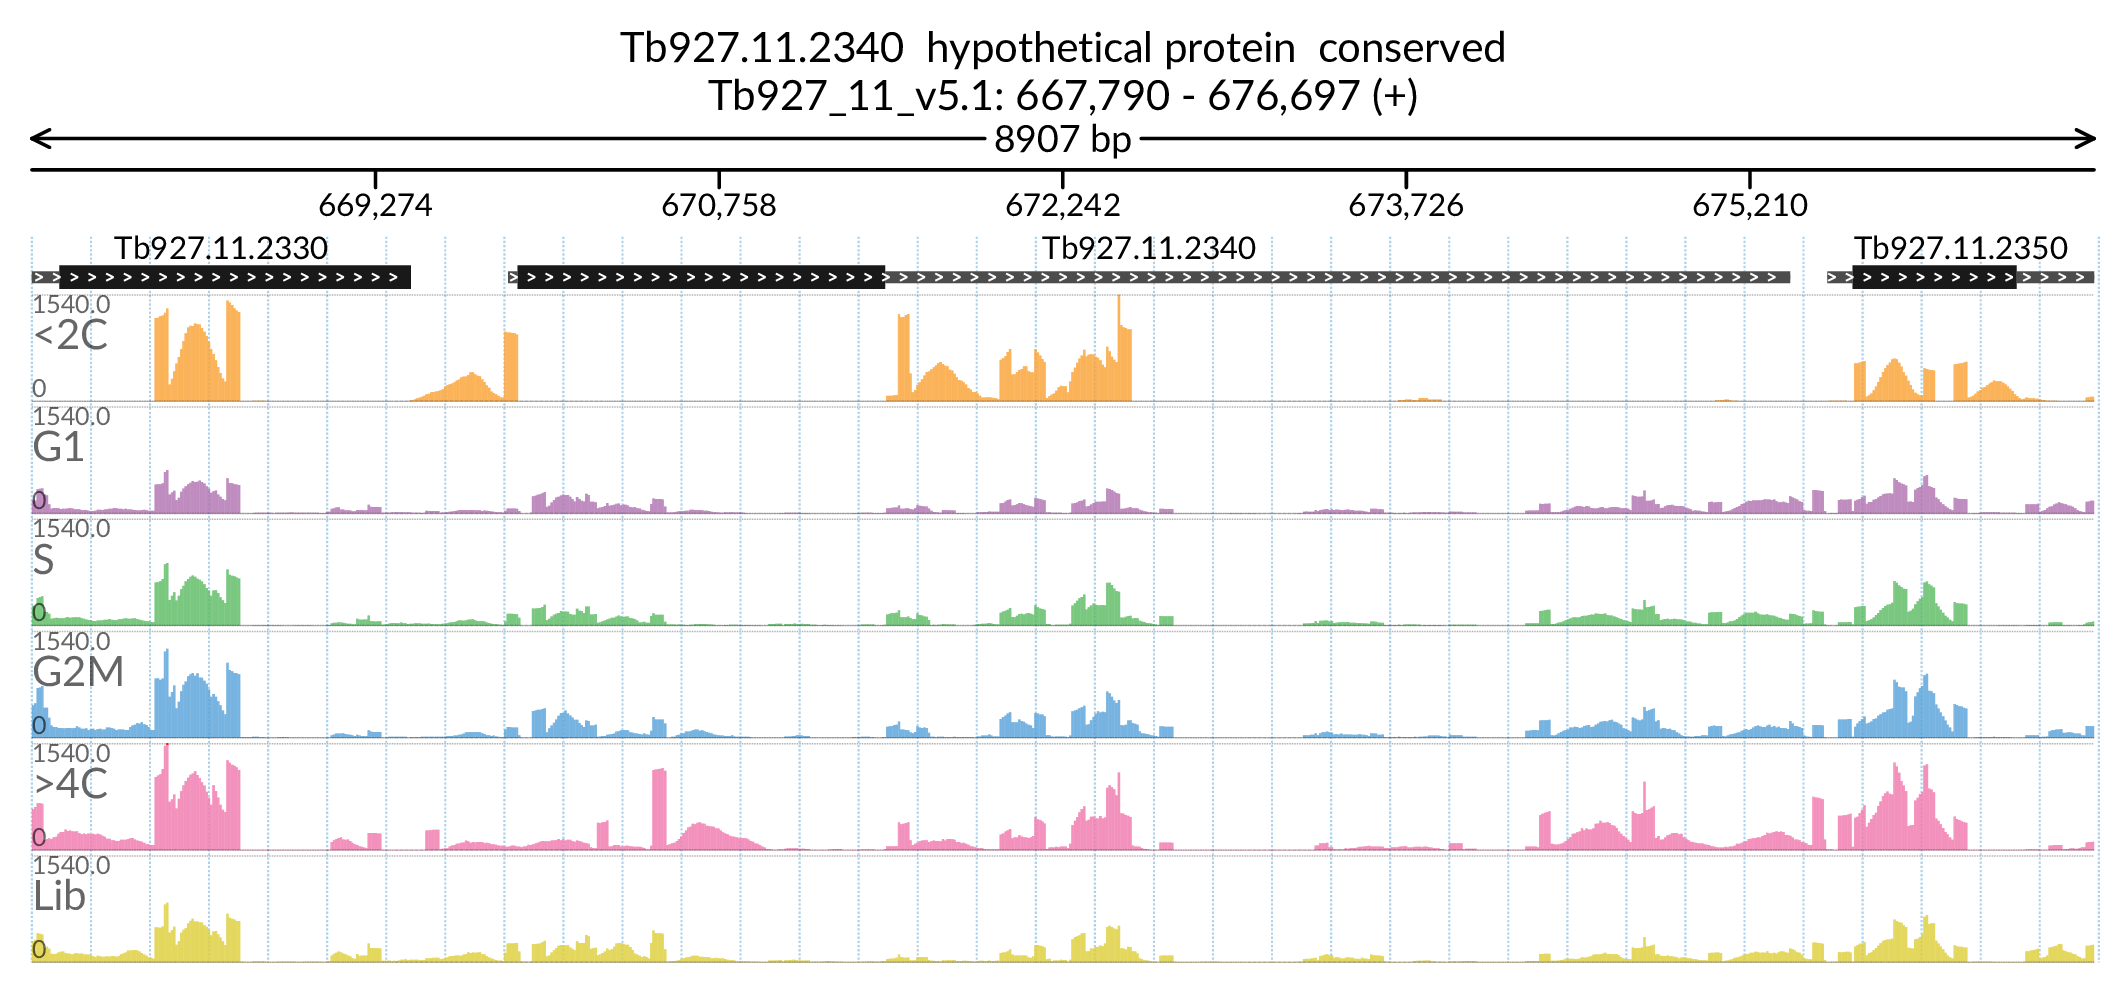 Tb927.11.2340 hypothetical protein conserved
Tb927_11_v5.1: 667,790 - 676,697 (+)
8907 bp
669,274 670,758 672,242 673,726 675,210
Tb927.11.2330 Tb927.11.2340 Tb927.11.2350
1540.0
<2C
0
1540.0
G1
0
1540.0
S
0
1540.0
G2M
0
1540.0
>4C
0
1540.0
Lib
0